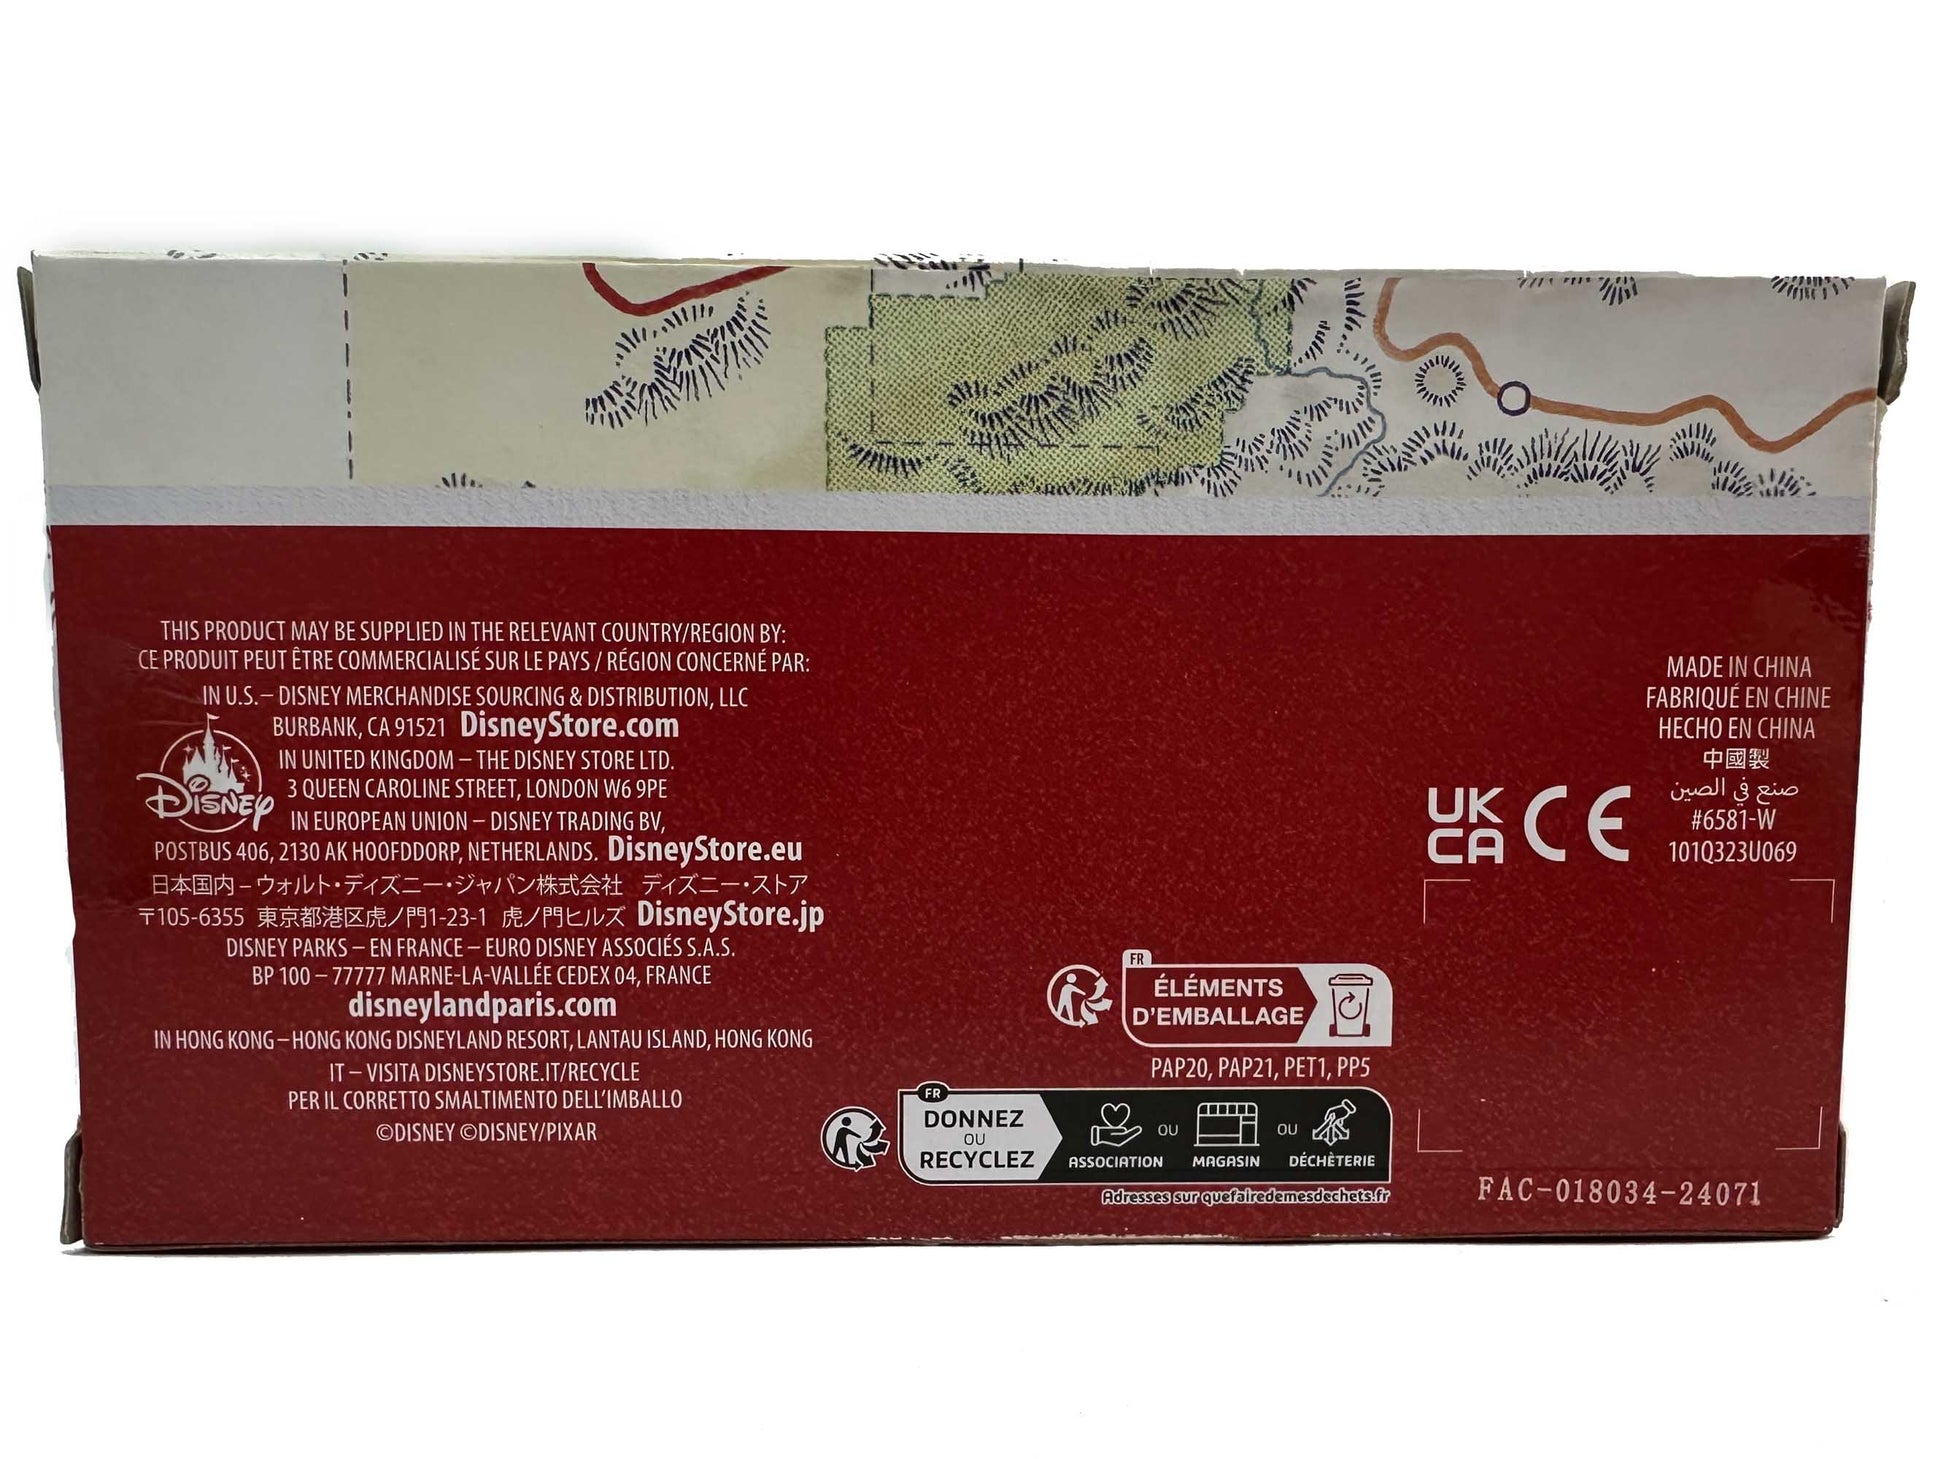 THIS PRODUCT MAY BE SUPPLIED IN THE RELEVANT COUNTRY/REGION BY:
CE PRODUIT PEUT ÊTRE COMMERCIALISÉ SUR LE PAYS / RÉGION CONCERNÉ PAR:
IN U.S. – DISNEY MERCHANDISE SOURCING & DISTRIBUTION, LLC
BURBANK, CA 91521 DisneyStore.com
IN UNITED KINGDOM – THE DISNEY STORE LTD.
3 QUEEN CAROLINE STREET, LONDON W6 9PE
DISNEY
IN EUROPEAN UNION – DISNEY TRADING BV,
POSTBUS 406, 2130 AK HOOFDDORP, NETHERLANDS. DisneyStore.eu
日本国内 – ウォルト・ディズニー・ジャパン株式会社 ディズニー・ストア
〒105-6355 東京都港区虎ノ門1-23-1 虎ノ門ヒルズ DisneyStore.jp
DISNEY PARKS – EN FRANCE – EURO DISNEY ASSOCIÉS S.A.S.
BP 100 – 77777 MARNE-LA-VALLÉE CEDEX 04, FRANCE
disneylandparis.com
IN HONG KONG – HONG KONG DISNEYLAND RESORT, LANTAU ISLAND, HONG KONG
IT – VISITA DISNEYSTORE.IT/RECYCLE
PER IL CORRETTO SMALTIMENTO DELL'IMBALLO
©DISNEY ©DISNEY/PIXAR
FR
ÉLÉMENTS
D'EMBALLAGE
PAP20, PAP21, PET1, PP5
FR
DONNEZ
OU
RECYCLEZ
ASSOCIATION OU MAGASIN OU DÉCHÈTERIE
Adresses sur quefairedemesdechets.fr
UK
CA
CE
MADE IN CHINA
FABRIQUÉ EN CHINE
HECHO EN CHINA
中國製
صنع في الصين
#6581-W
101Q323U069
FAC-018034-24071